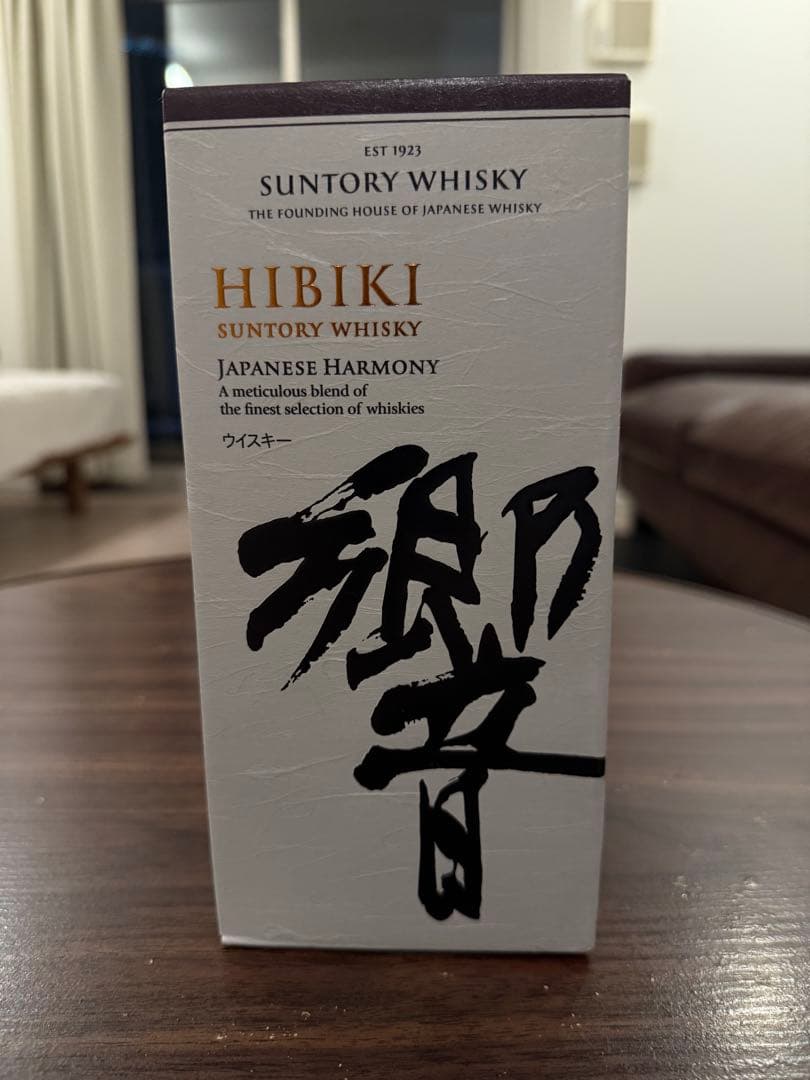 EST 1923
SUNTORY WHISKY
THE FOUNDING HOUSE OF JAPANESE WHISKY
HIBIKI
SUNTORY WHISKY
JAPANESE HARMONY
A meticulous blend of
the finest selection of whiskies
ウイスキー
響